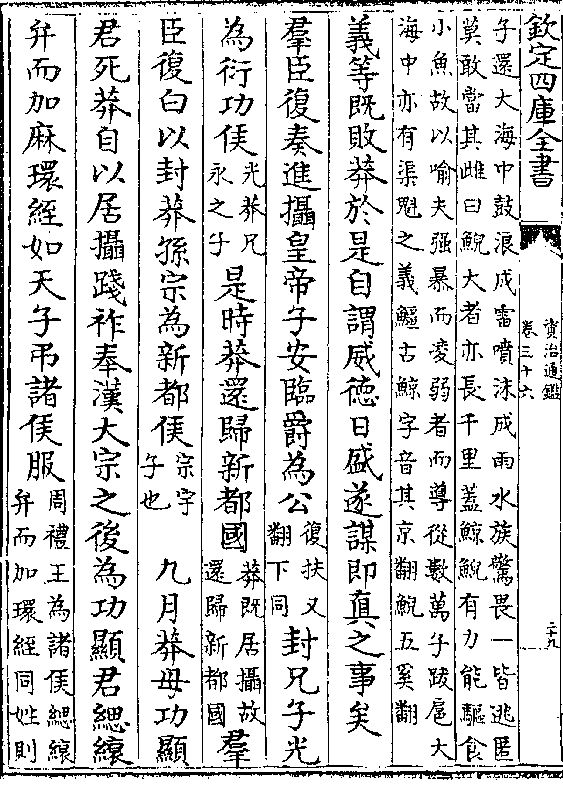 欽定四庫全書
資治通鑑
卷三十六
二十九
子還大海中鼓浪成雷噴沫成雨水族驚畏一皆逃匿
莫敢當其雌曰鯢大者亦長千里蓋鯨鯢有力能驅食
小魚故以喻夫强暴而凌弱者而導從數萬子跋扈大
海中亦有渠魁之義鱷古鯨字音其京翻鯢五奚翻
義等既敗莽於是自謂威德日盛遂謀即真之事矣
羣臣復奏進攝皇帝子安臨爵為公復扶又翻下同封兄子光
為衍功侯光莽兄永之子是時莽還歸新都國莽既居攝故還歸新都國羣
臣復白以封莽孫宗為新都侯宗宇子也九月莽母功顯
君死莽自以居攝踐祚奉漢大宗之後為功顯君緦縗
弁而加麻環絰如天子弔諸侯服周禮王為諸侯緦縗弁而加環絰同姓則